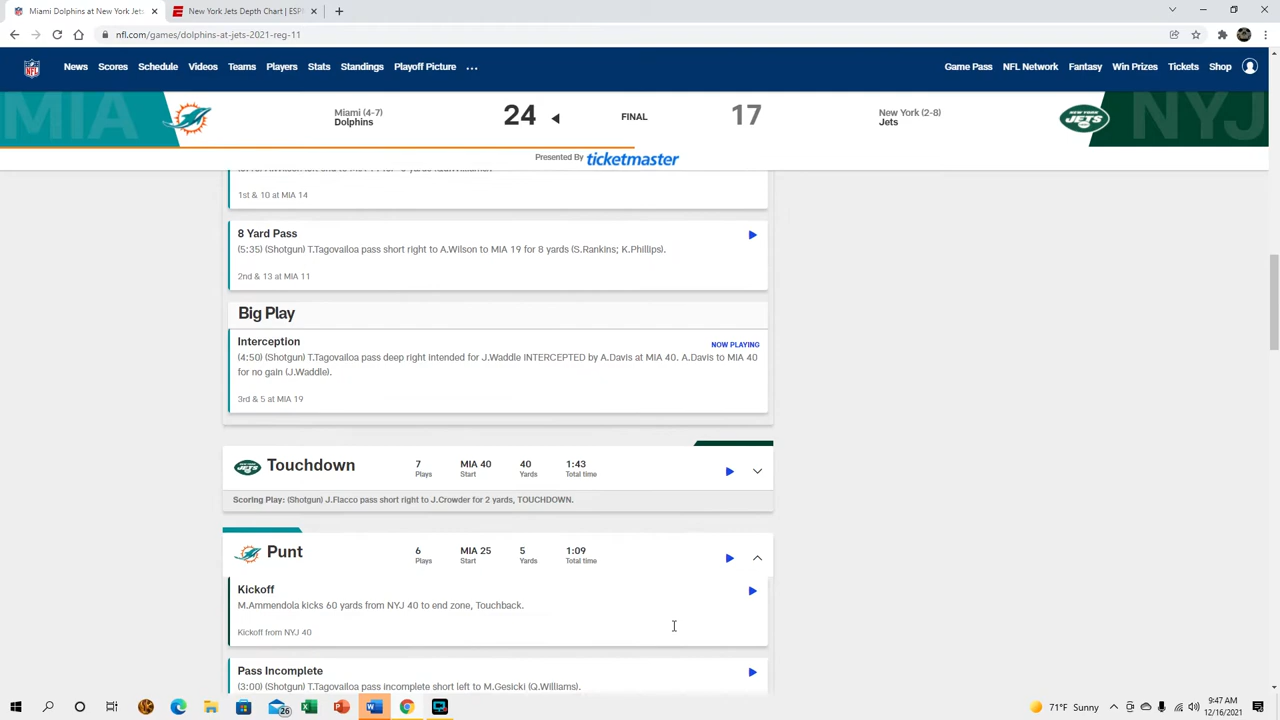 Miami Dolphins at Jets
New York Jets Depth Chart | ESP
nfl.com/games/dolphins-at-jets-2021-reg-11
NFL
News Scores Schedule Videos Teams Players Stats Standings Playoff Picture ... Game Pass NFL Network Fantasy Win Prizes Tickets Shop
MIA
Miami (4-7)
Dolphins
24
FINAL
17
New York (2-8)
Jets
JETS
NYJ
Presented By ticketmaster
1st & 10 at MIA 14
8 Yard Pass
(5:35) (Shotgun) T.Tagovailoa pass short right to A.Wilson to MIA 19 for 8 yards (S.Rankins; K.Phillips).
2nd & 13 at MIA 11
Big Play
Interception
NOW PLAYING
(4:50) (Shotgun) T.Tagovailoa pass deep right intended for J.Waddle INTERCEPTED by A.Davis at MIA 40. A.Davis to MIA 40
for no gain (J.Waddle).
3rd & 5 at MIA 19
JETS
Touchdown
7 MIA 40 40 1:43
Plays Start Yards Total time
Scoring Play: (Shotgun) J.Flacco pass short right to J.Crowder for 2 yards, TOUCHDOWN.
Punt
6 MIA 25 5 1:09
Plays Start Yards Total time
Kickoff
M.Ammendola kicks 60 yards from NYJ 40 to end zone, Touchback.
Kickoff from NYJ 40
Pass Incomplete
(3:00) (Shotgun) T.Tagovailoa pass incomplete short left to M.Gesicki (Q.Williams).
26
71°F Sunny
9:47 AM
12/16/2021